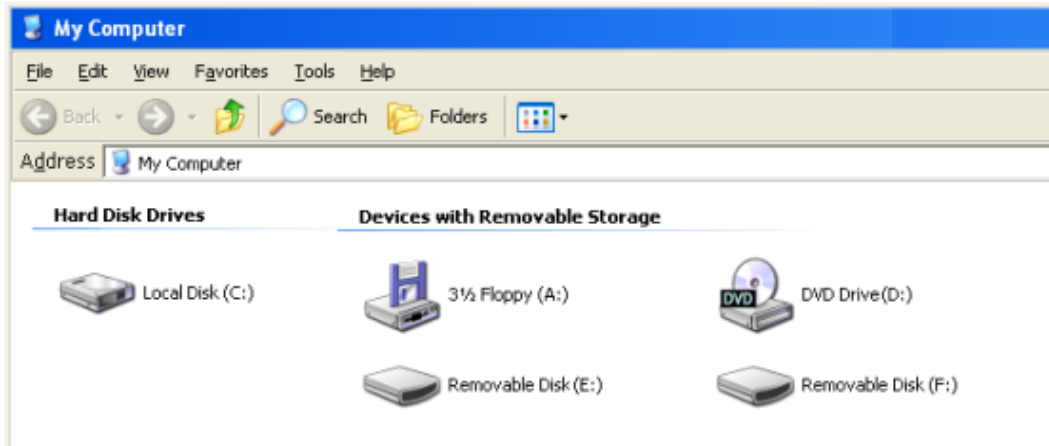 My Computer
File Edit View Favorites Tools Help
Back Search Folders
Address My Computer
Hard Disk Drives Devices with Removable Storage
Local Disk (C:) 3½ Floppy (A:) DVD DVD Drive(D:)
Removable Disk (E:) Removable Disk (F:)